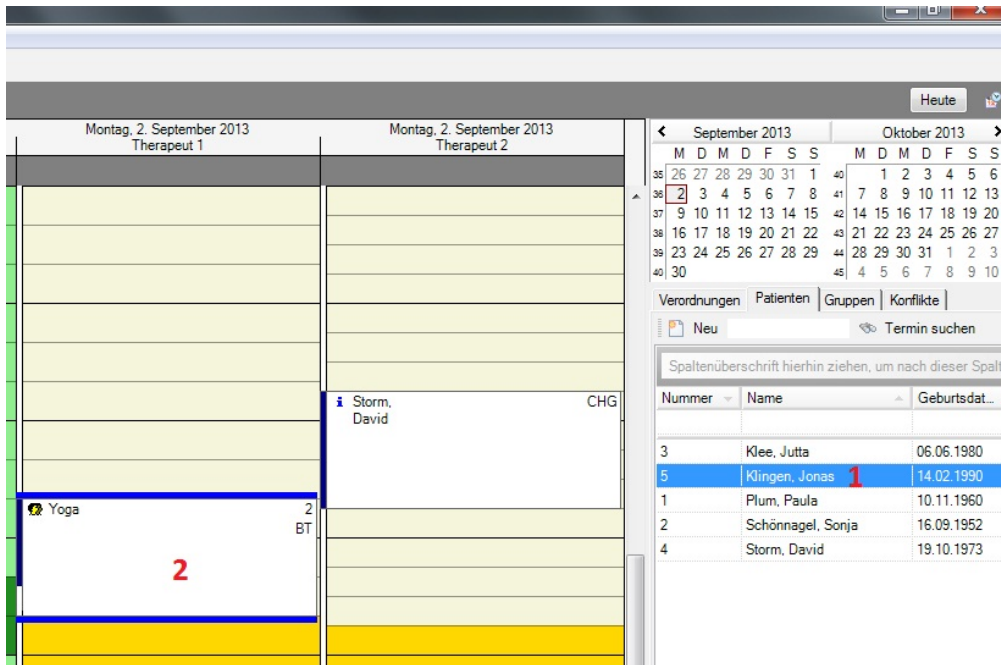 Heute
Montag, 2. September 2013
Therapeut 1
Montag, 2. September 2013
Therapeut 2
September 2013
Oktober 2013
M D M D F S S
M D M D F S S
35 26 27 28 29 30 31 1
40 1 2 3 4 5 6
36 2 3 4 5 6 7 8
41 7 8 9 10 11 12 13
37 9 10 11 12 13 14 15
42 14 15 16 17 18 19 20
38 16 17 18 19 20 21 22
43 21 22 23 24 25 26 27
39 23 24 25 26 27 28 29
44 28 29 30 31 1 2 3
40 30
45 4 5 6 7 8 9 10
Verordnungen Patienten Gruppen Konflikte
Neu Termin suchen
Spaltenüberschrift hierhin ziehen, um nach dieser Spalt
Nummer Name Geburtsdat...
3 Klee, Jutta 06.06.1980
5 Klingen, Jonas 1 14.02.1990
1 Plum, Paula 10.11.1960
2 Schönnagel, Sonja 16.09.1952
4 Storm, David 19.10.1973
i Storm, CHG
David
Yoga 2
BT
2